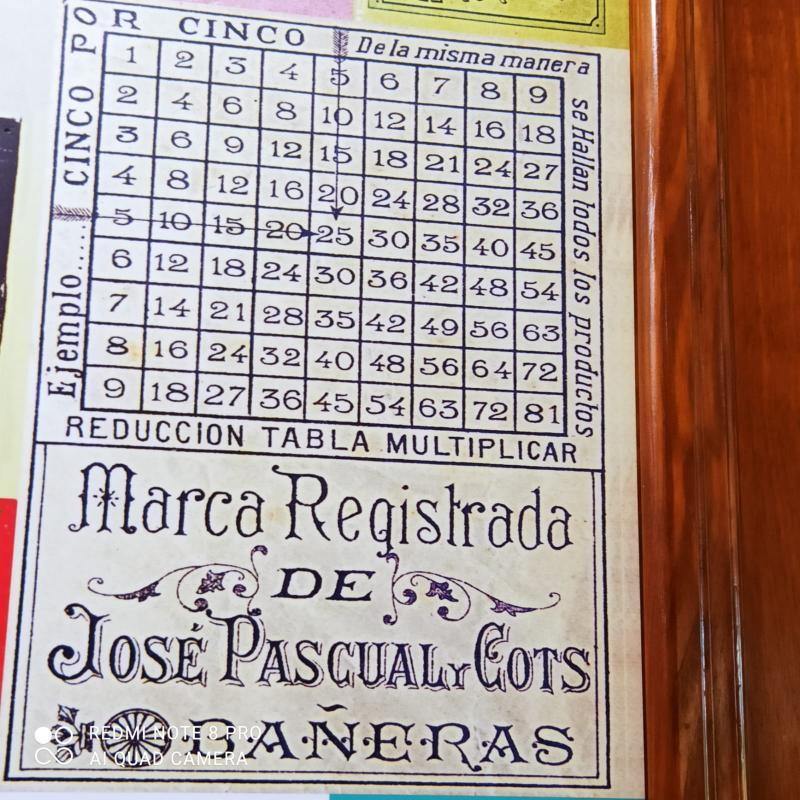 CINCO POR CINCO
De la misma manera
se Hallan todos los productos
Ejemplo......
1 2 3 4 5 6 7 8 9
2 4 6 8 10 12 14 16 18
3 6 9 12 15 18 21 24 27
4 8 12 16 20 24 28 32 36
5 10 15 20 25 30 35 40 45
6 12 18 24 30 36 42 48 54
7 14 21 28 35 42 49 56 63
8 16 24 32 40 48 56 64 72
9 18 27 36 45 54 63 72 81
REDUCCION TABLA MULTIPLICAR
Marca Registrada
DE
JOSÉ PASCUAL Y COTS
BAÑERAS
REDMI NOTE 8 PRO
AI QUAD CAMERA